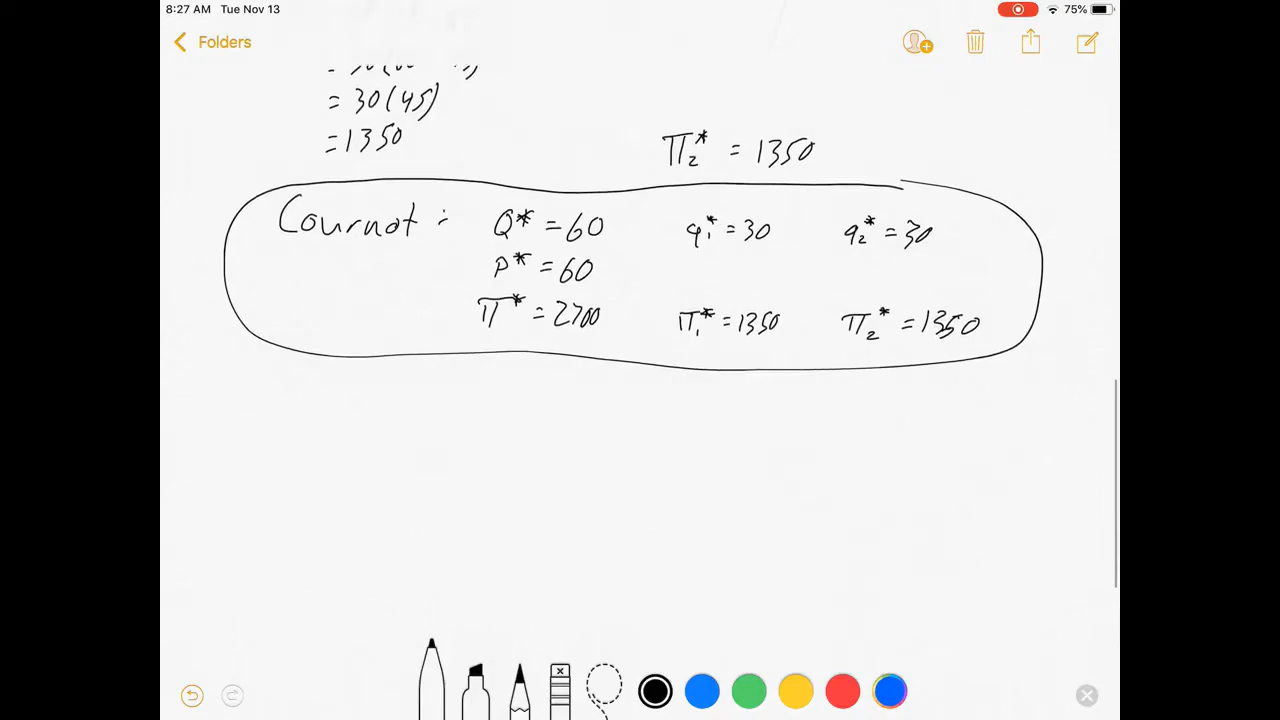 8:27 AM Tue Nov 13 75%
Folders
= 30(45)
= 1350
π₂* = 1350
Cournot: Q* = 60 q₁* = 30 q₂* = 30
P* = 60
π* = 2700 π₁* = 1350 π₂* = 1350